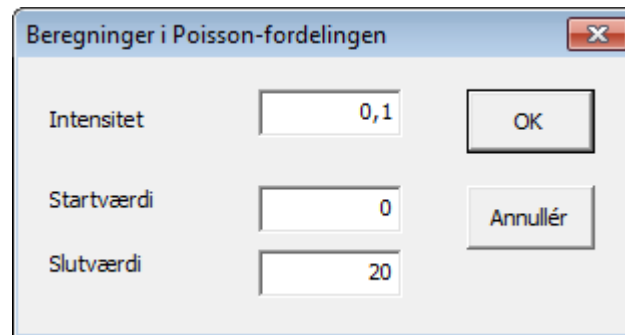 Beregninger i Poisson-fordelingen
Intensitet 0,1 OK
Startværdi 0 Annullér
Slutværdi 20